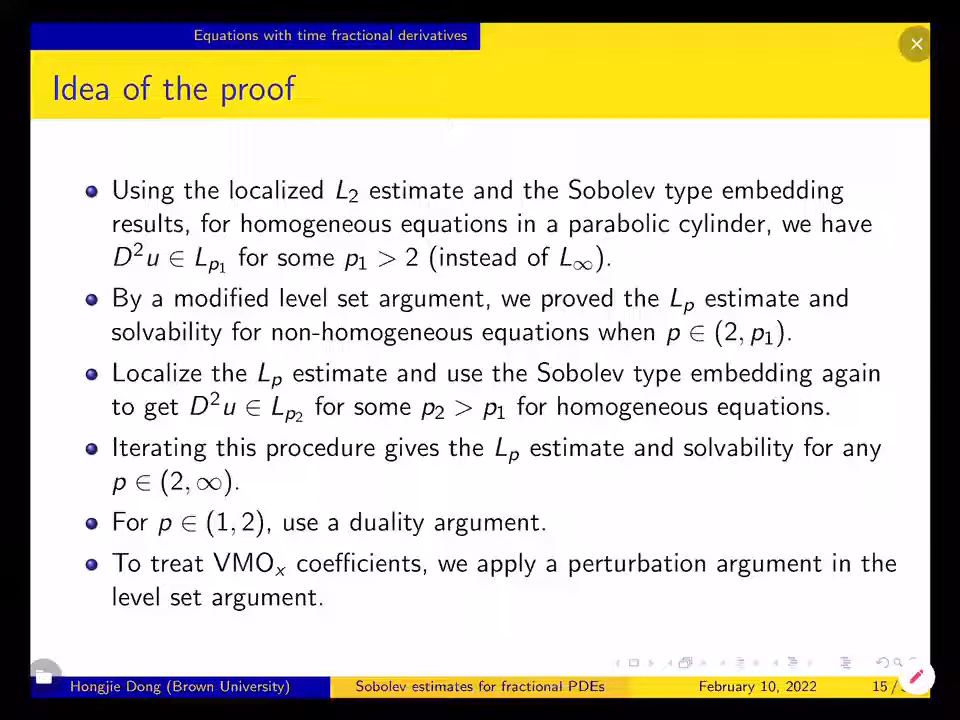 Equations with time fractional derivatives
Idea of the proof
Using the localized L₂ estimate and the Sobolev type embedding
results, for homogeneous equations in a parabolic cylinder, we have
D²u ∈ Lₚ₁ for some p₁ > 2 (instead of L∞).
By a modified level set argument, we proved the Lₚ estimate and
solvability for non-homogeneous equations when p ∈ (2, p₁).
Localize the Lₚ estimate and use the Sobolev type embedding again
to get D²u ∈ Lₚ₂ for some p₂ > p₁ for homogeneous equations.
Iterating this procedure gives the Lₚ estimate and solvability for any
p ∈ (2, ∞).
For p ∈ (1, 2), use a duality argument.
To treat VMOₓ coefficients, we apply a perturbation argument in the
level set argument.
Hongjie Dong (Brown University) Sobolev estimates for fractional PDEs February 10, 2022 15 /